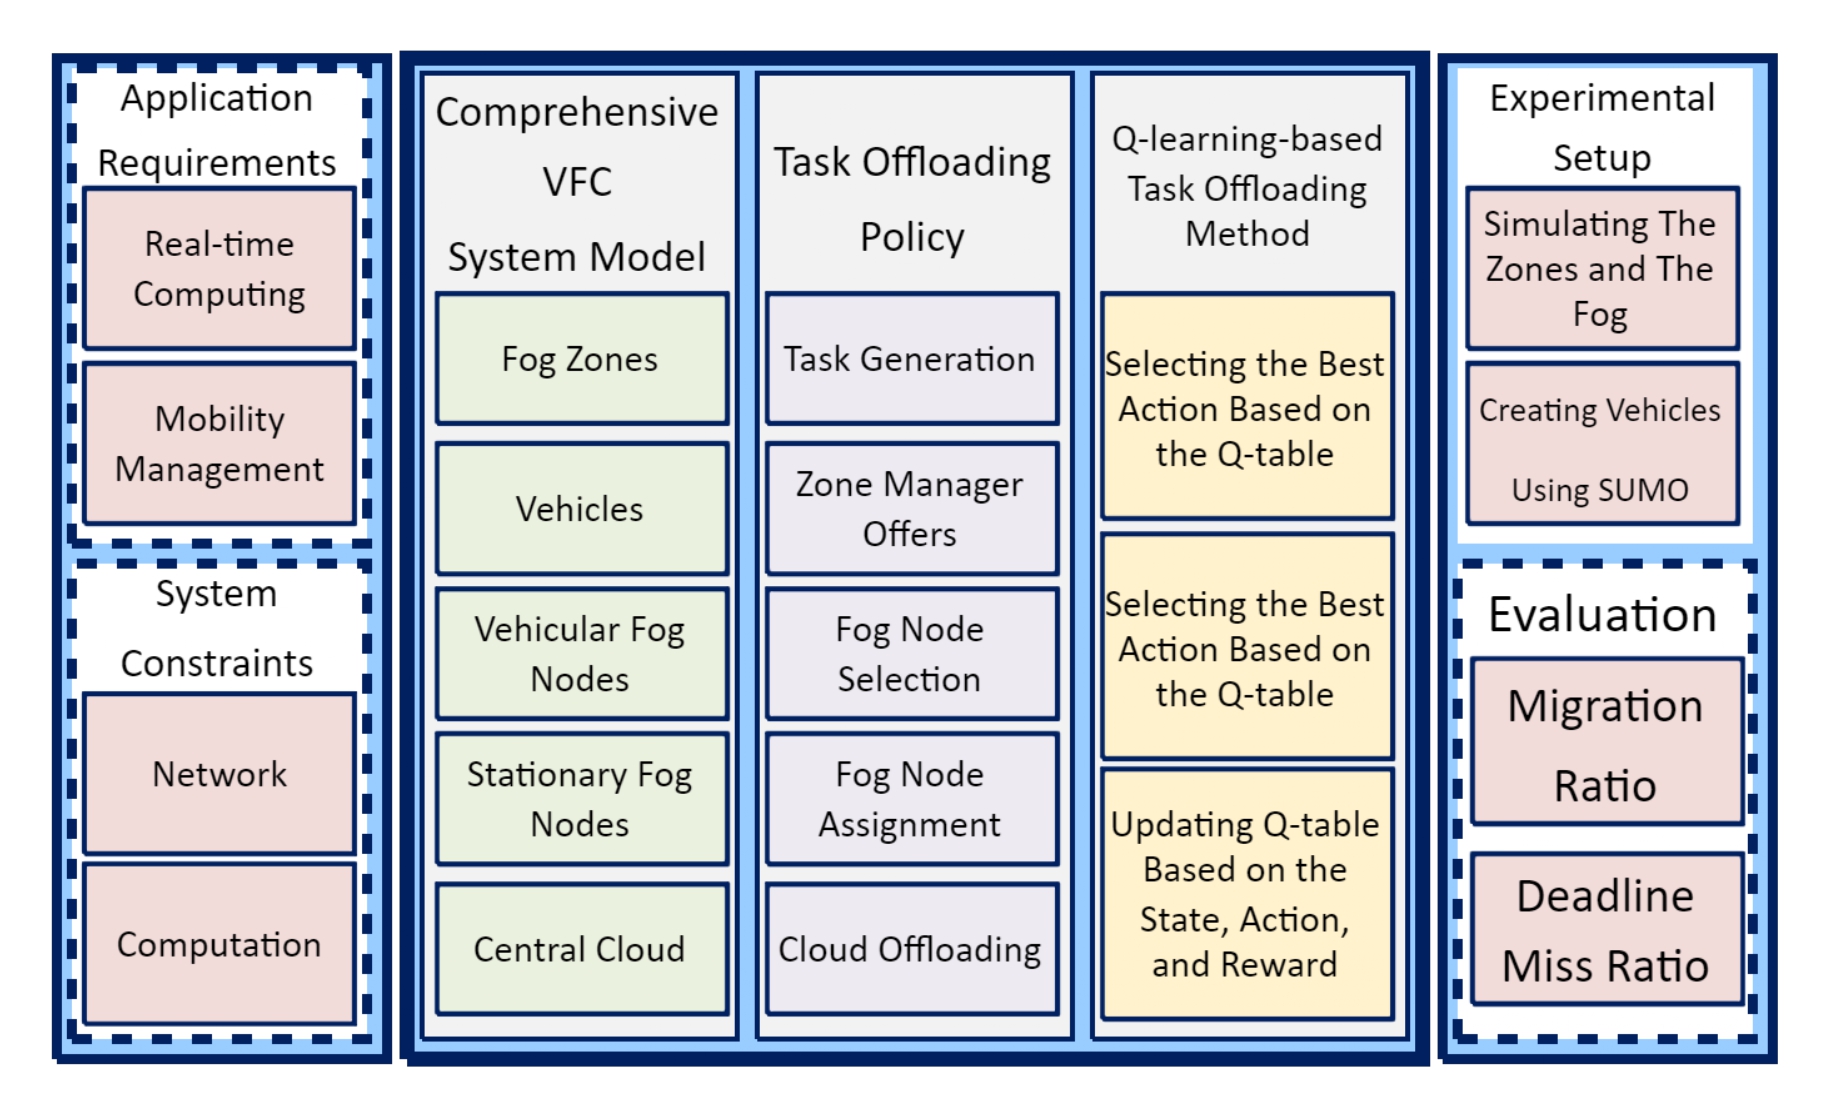 Application
Requirements
Real-time
Computing
Mobility
Management
System
Constraints
Network
Computation
Comprehensive
VFC
System Model
Fog Zones
Vehicles
Vehicular Fog
Nodes
Stationary Fog
Nodes
Central Cloud
Task Offloading
Policy
Task Generation
Zone Manager
Offers
Fog Node
Selection
Fog Node
Assignment
Cloud Offloading
Q-learning-based
Task Offloading
Method
Selecting the Best
Action Based on
the Q-table
Selecting the Best
Action Based on
the Q-table
Updating Q-table
Based on the
State, Action,
and Reward
Experimental
Setup
Simulating The
Zones and The
Fog
Creating Vehicles
Using SUMO
Evaluation
Migration
Ratio
Deadline
Miss Ratio